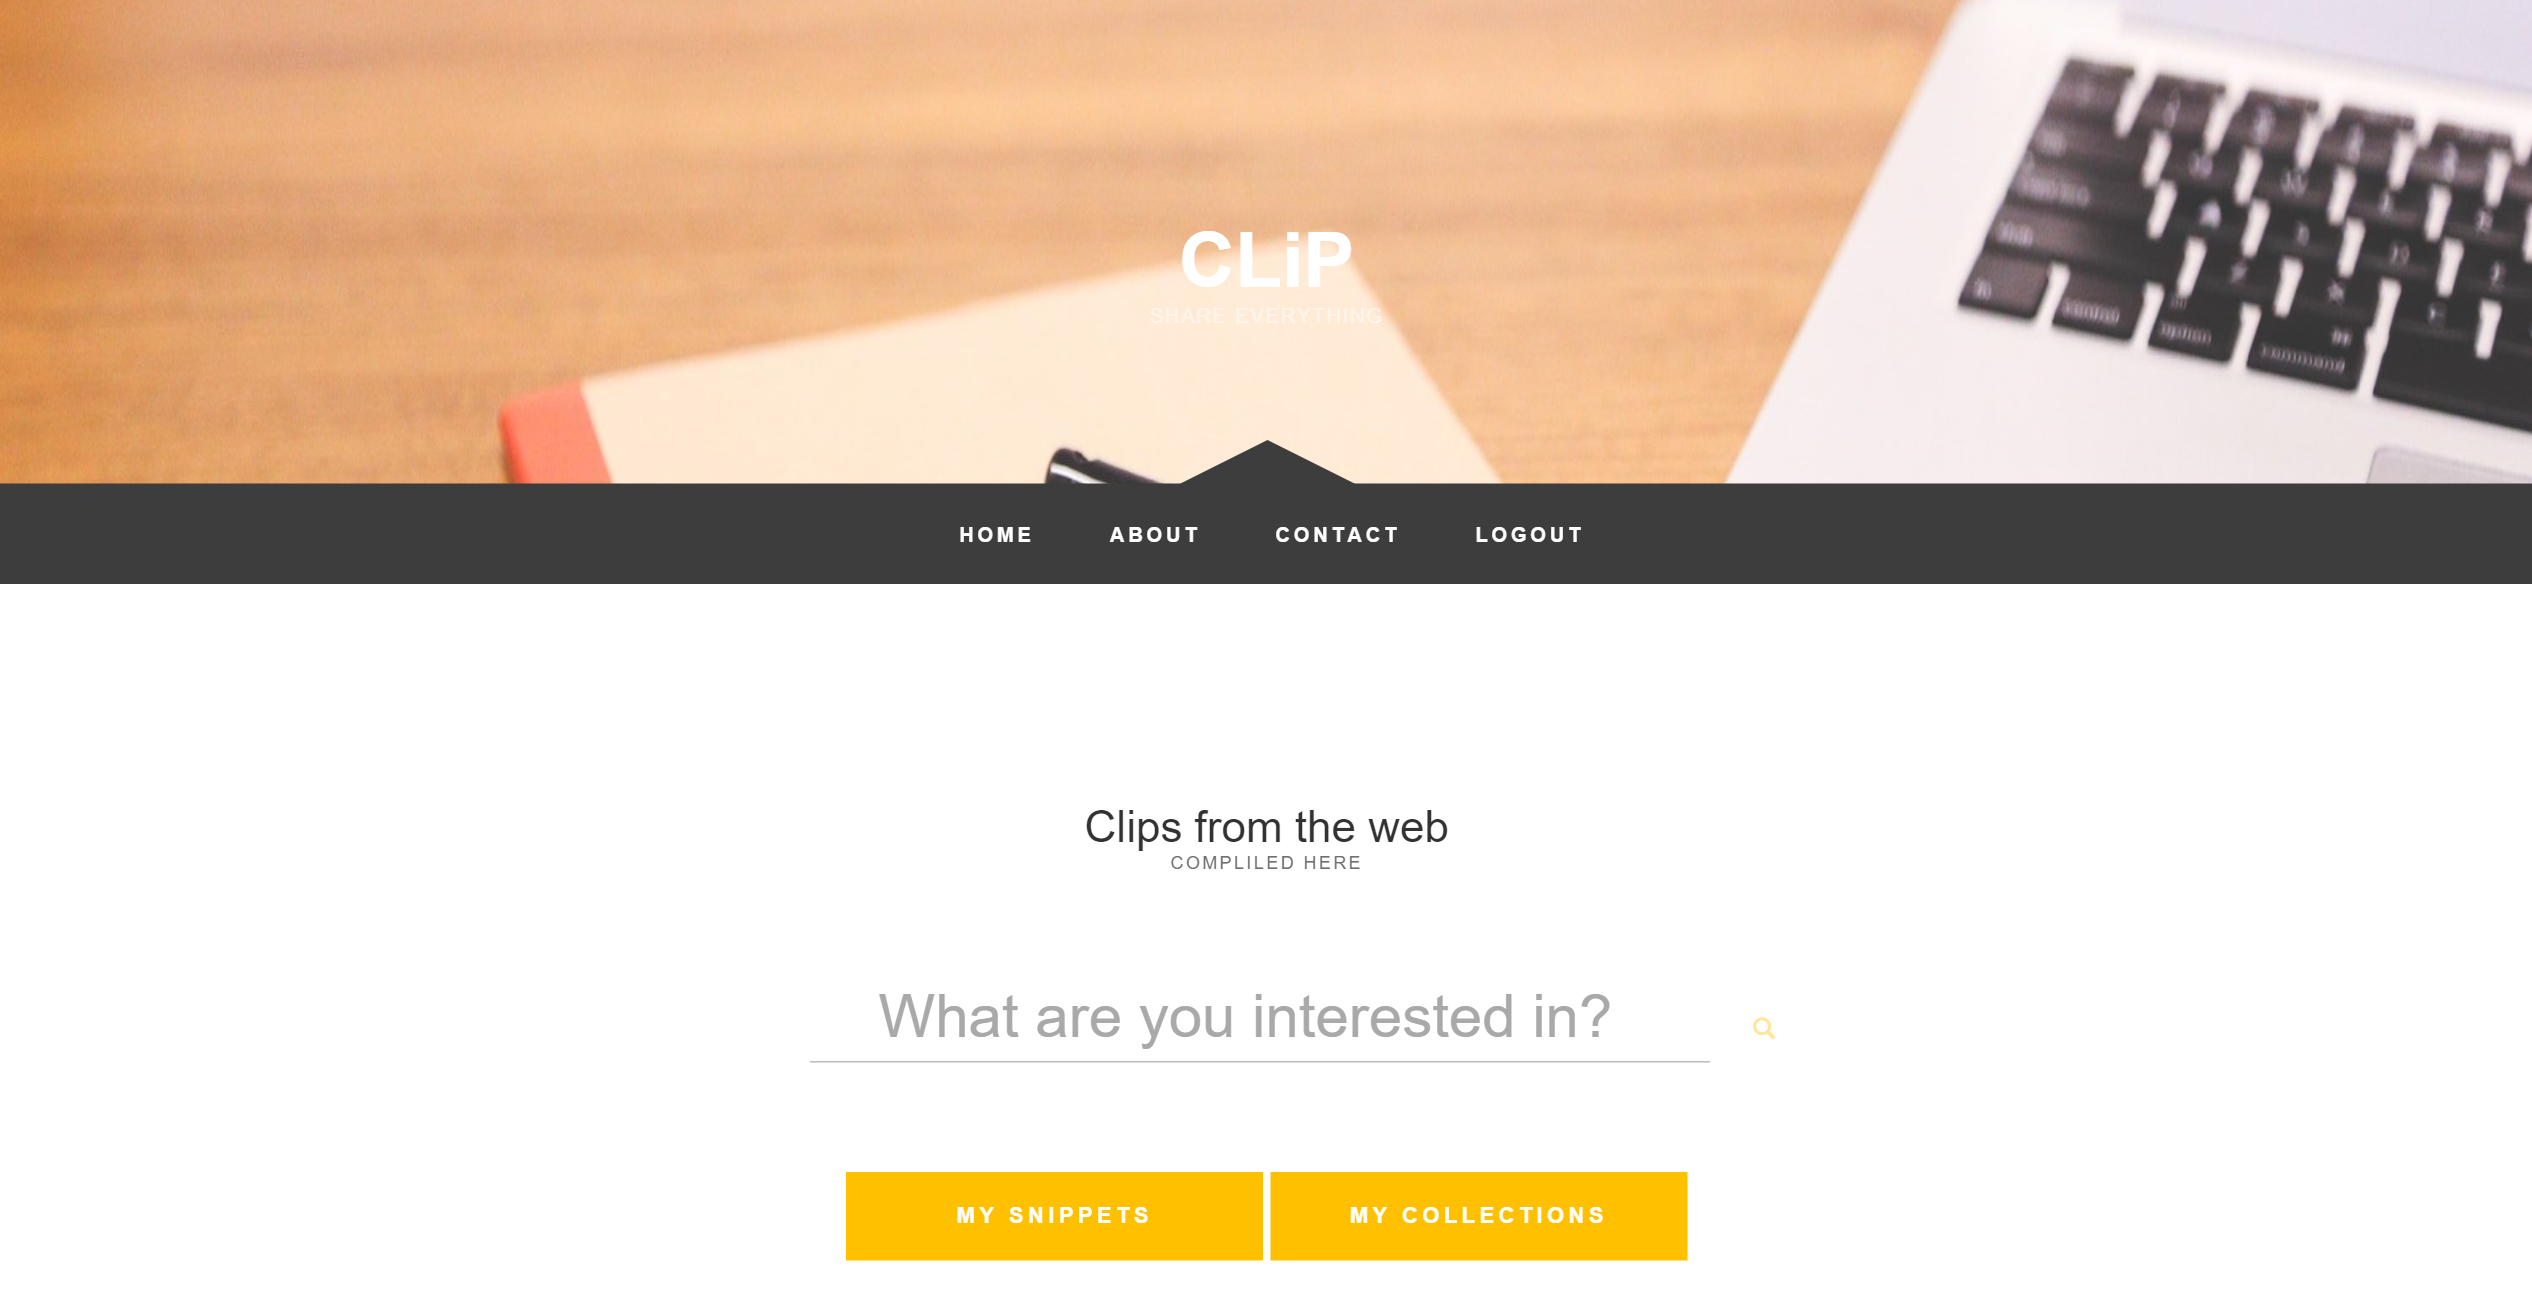 CLiP
SHARE EVERYTHING
HOME ABOUT CONTACT LOGOUT
Clips from the web
COMPLILED HERE
What are you interested in?
MY SNIPPETS MY COLLECTIONS